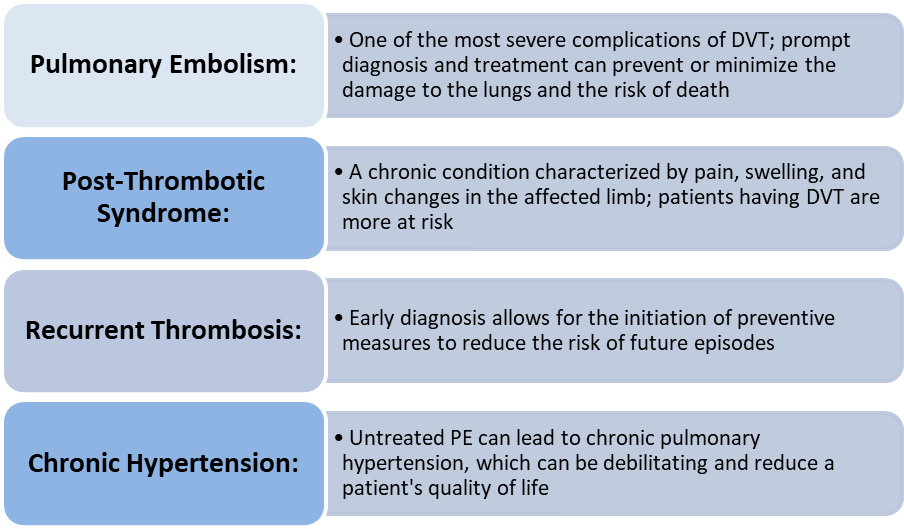 Pulmonary Embolism:
• One of the most severe complications of DVT; prompt
diagnosis and treatment can prevent or minimize the
damage to the lungs and the risk of death
Post-Thrombotic
Syndrome:
• A chronic condition characterized by pain, swelling, and
skin changes in the affected limb; patients having DVT are
more at risk
Recurrent Thrombosis:
• Early diagnosis allows for the initiation of preventive
measures to reduce the risk of future episodes
Chronic Hypertension:
• Untreated PE can lead to chronic pulmonary
hypertension, which can be debilitating and reduce a
patient's quality of life